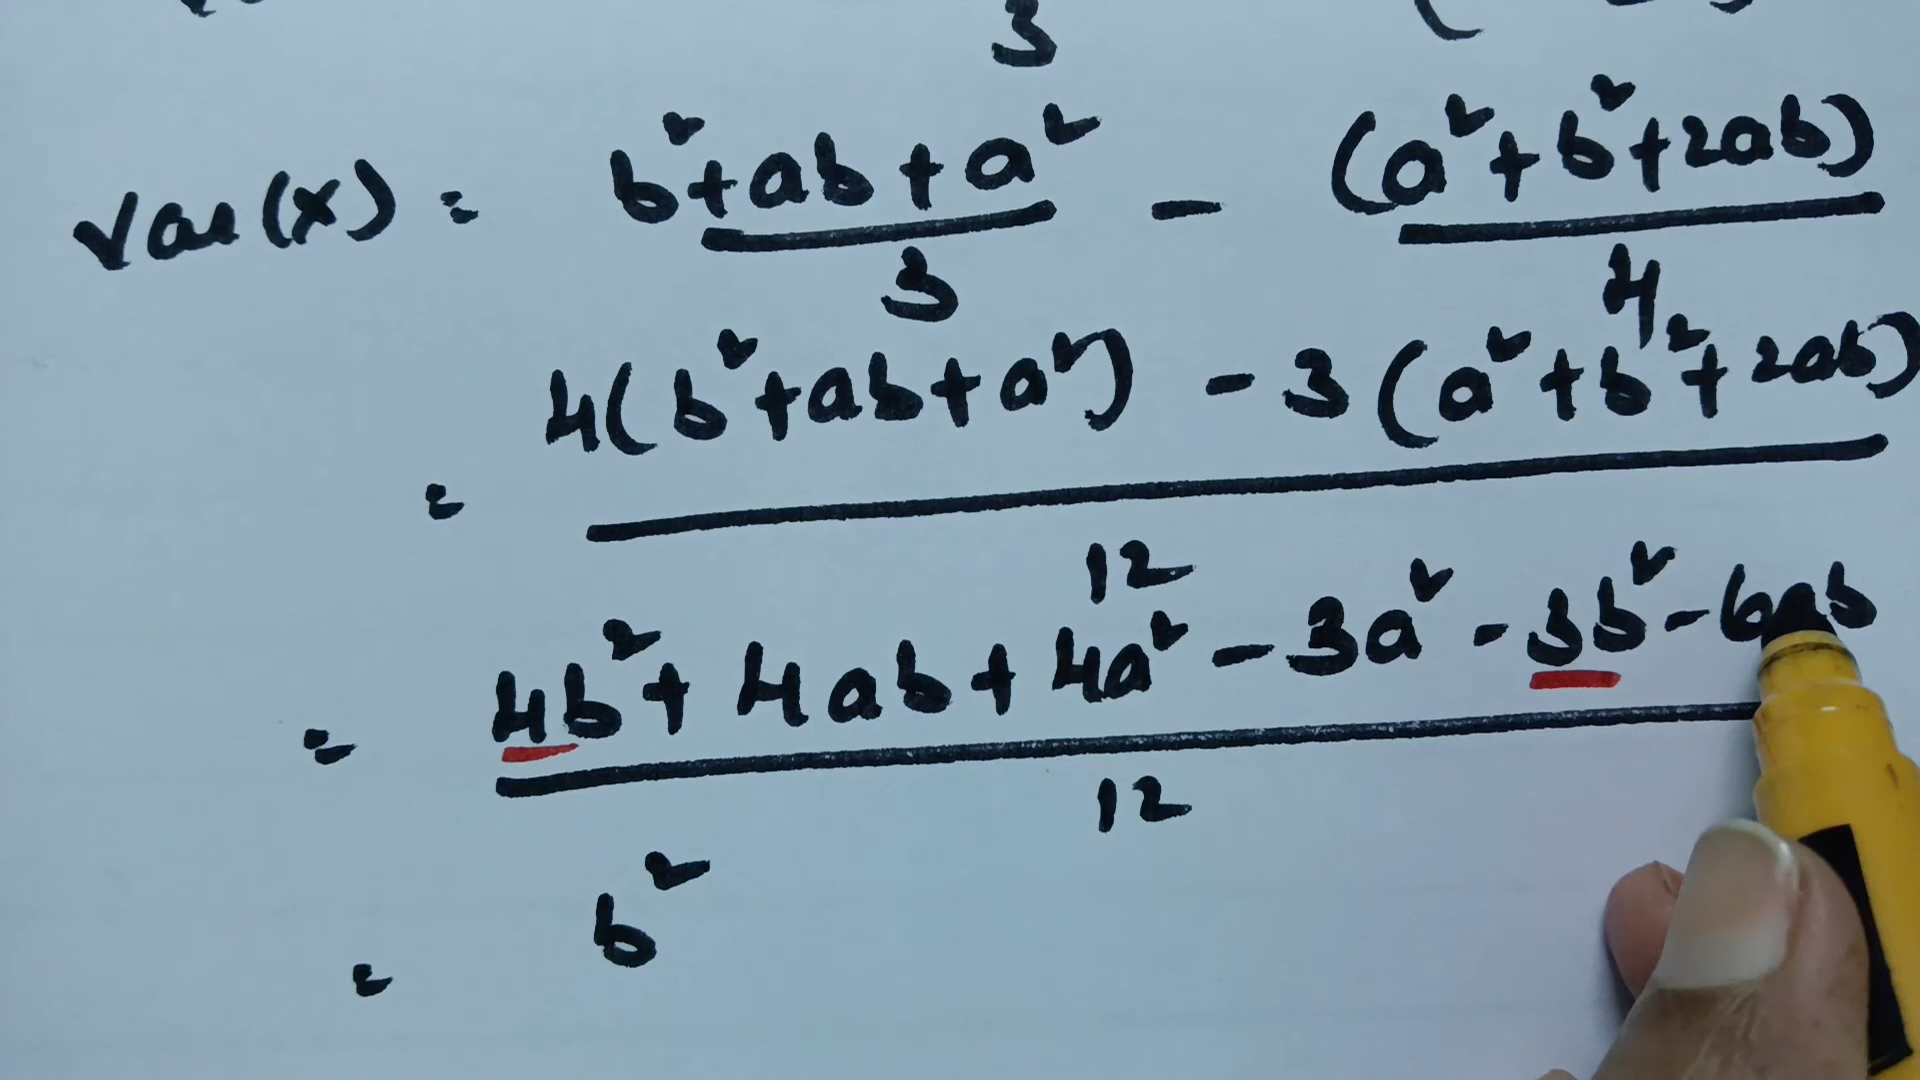 3 (
Var(x) = b²+ab+a² - (a²+b²+2ab)
3 4
= 4(b²+ab+a²) - 3(a²+b²+2ab)
12
= 4b²+4ab+4a²-3a²-3b²-6ab
12
= b²